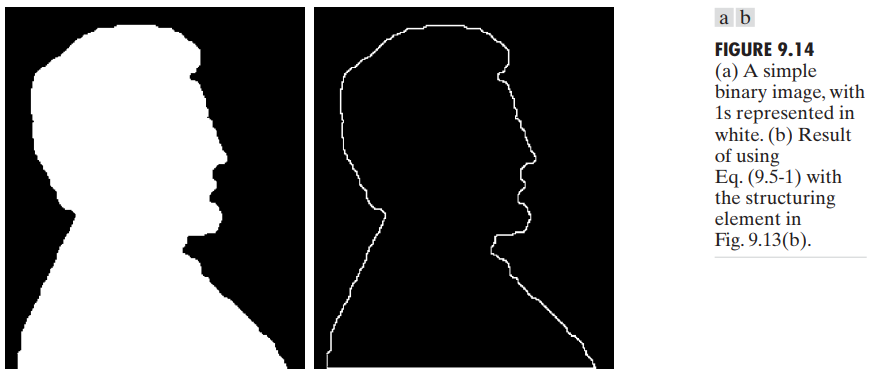 a b
FIGURE 9.14
(a) A simple
binary image, with
1s represented in
white. (b) Result
of using
Eq. (9.5-1) with
the structuring
element in
Fig. 9.13(b).